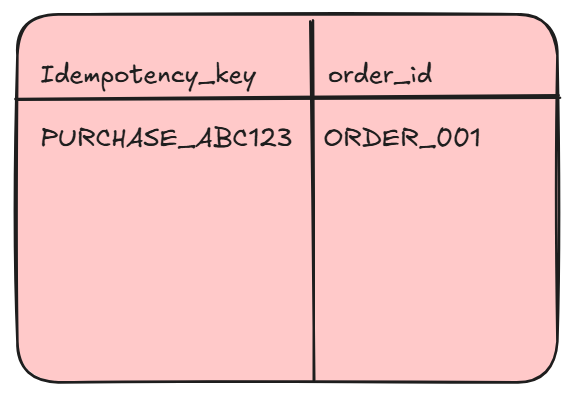 Idempotency_key order_id
PURCHASE_ABC123 ORDER_001